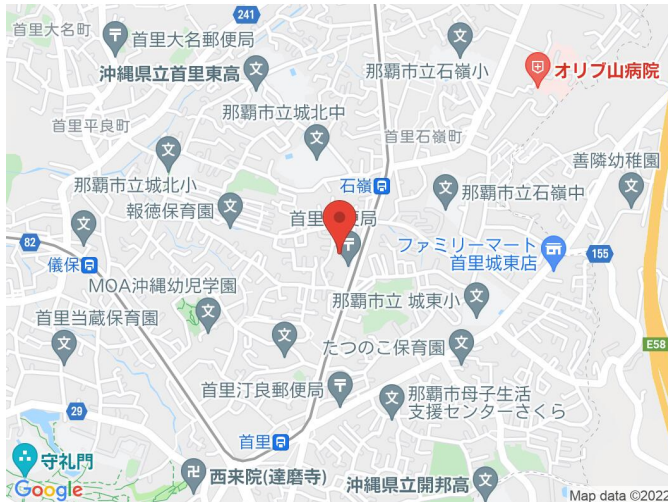 241
首里大名町
首里大名郵便局
沖縄県立首里東高
那覇市立石嶺小
オリブ山病院
那覇市立城北中
首里石嶺町
首里平良町
善隣幼稚園
那覇市立城北小
石嶺
那覇市立石嶺中
報徳保育園
首里
便局
82
儀保
ファミリーマート
首里城東店
155
MOA沖縄幼児学園
那覇市立 城東小
首里当蔵保育園
たつのこ保育園
E58
首里汀良郵便局
那覇市母子生活
支援センターさくら
29
首里
守礼門
西来院(達磨寺)
沖縄県立開邦高
Google
Map data ©2022